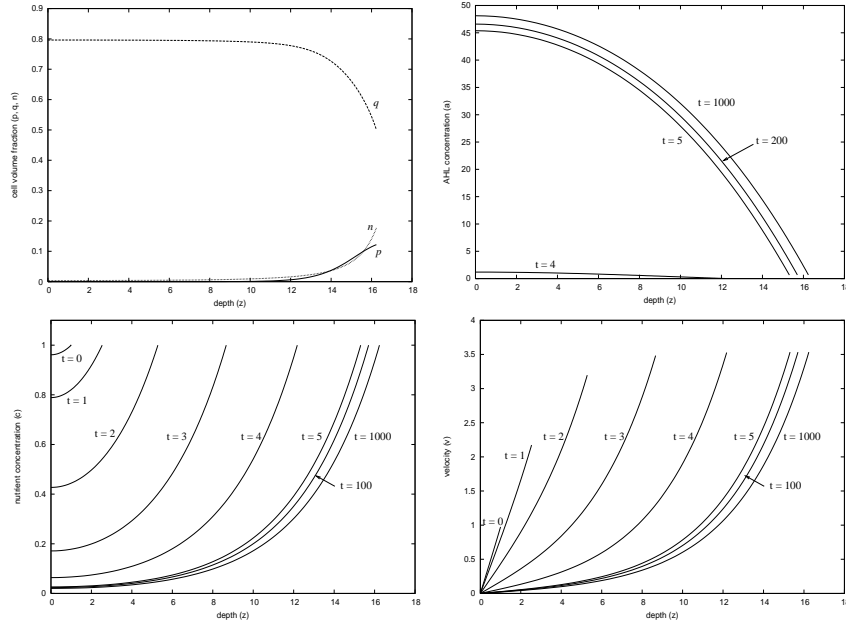 cell volume fraction (p, q, n)
0.9
0.8
0.7
0.6
0.5
0.4
0.3
0.2
0.1
0
q
n
p
0 2 4 6 8 10 12 14 16 18
depth (z)
AHL concentration (a)
50
45
40
35
30
25
20
15
10
5
0
t = 1000
t = 200
t = 5
t = 4
0 2 4 6 8 10 12 14 16 18
depth (z)
nutrient concentration (c)
1
0.8
0.6
0.4
0.2
0
t = 0
t = 1
t = 2
t = 3
t = 4
t = 5
t = 1000
t = 100
0 2 4 6 8 10 12 14 16 18
depth (z)
velocity (v)
4
3.5
3
2.5
2
1.5
1
0.5
0
t = 0
t = 1
t = 2
t = 3
t = 4
t = 5
t = 1000
t = 100
0 2 4 6 8 10 12 14 16 18
depth (z)